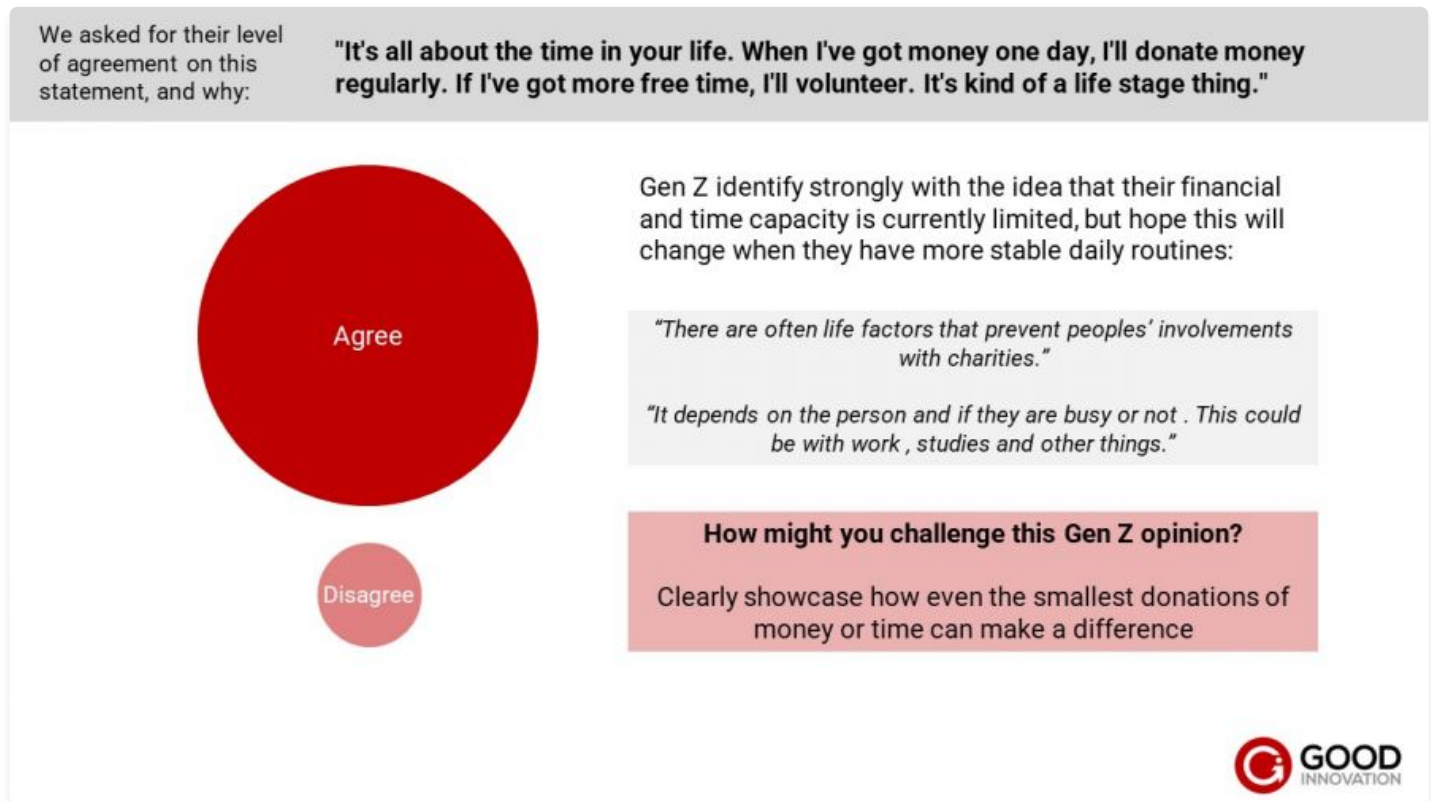 We asked for their level
of agreement on this
statement, and why:
"It's all about the time in your life. When I've got money one day, I'll donate money
regularly. If I've got more free time, I'll volunteer. It's kind of a life stage thing."
Agree
Disagree
Gen Z identify strongly with the idea that their financial
and time capacity is currently limited, but hope this will
change when they have more stable daily routines:
“There are often life factors that prevent peoples’ involvements
with charities.”
“It depends on the person and if they are busy or not . This could
be with work , studies and other things.”
How might you challenge this Gen Z opinion?
Clearly showcase how even the smallest donations of
money or time can make a difference
GOOD
INNOVATION